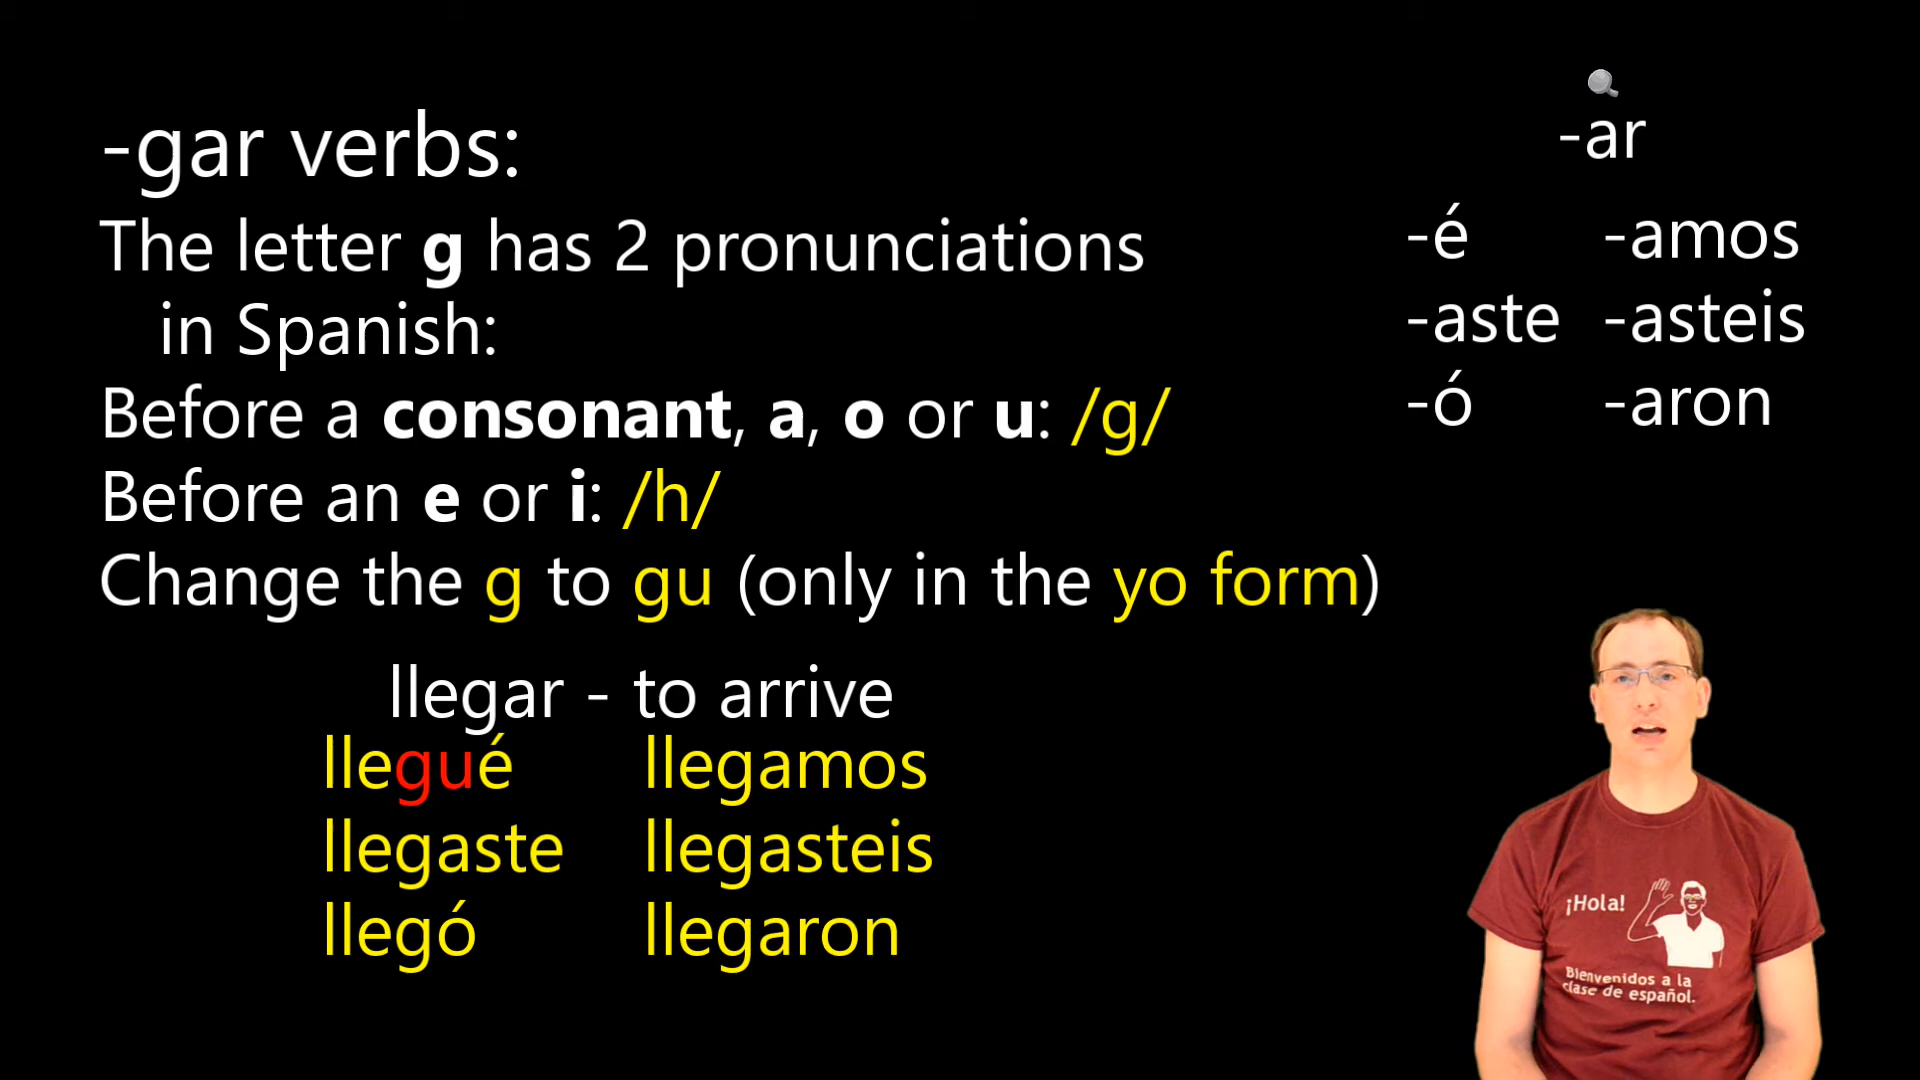 -gar verbs:
The letter g has 2 pronunciations
in Spanish:
Before a consonant, a, o or u: /g/
Before an e or i: /h/
Change the g to gu (only in the yo form)
llegar - to arrive
llegué llegamos
llegaste llegasteis
llegó llegaron
-ar
-é -amos
-aste -asteis
-ó -aron
¡Hola!
Bienvenidos a la
clase de español.